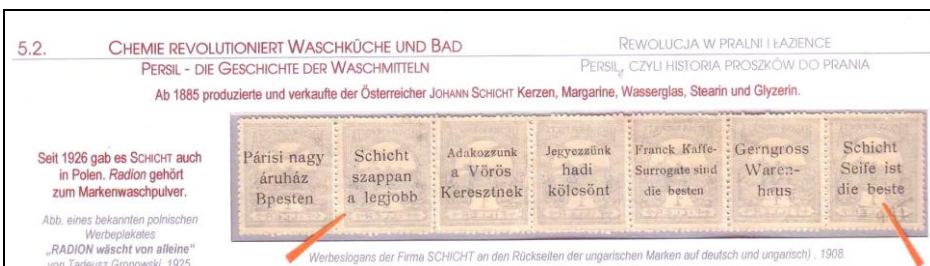 5.2. CHEMIE REVOLUTIONIERT WASCHKÜCHE UND BAD
REWOLUCJA W PRALNI I ŁAZIENCE
PERSIL - DIE GESCHICHTE DER WASCHMITTELN
PERSIL, CZYLI HISTORIA PROSZKÓW DO PRANIA
Ab 1885 produzierte und verkaufte der Österreicher JOHANN SCHICHT Kerzen, Margarine, Wasserglas, Stearin und Glyzerin.
Seit 1926 gab es SCHICHT auch
in Polen. Radion gehört
zum Markenwaschpulver.
Abb. eines bekannten polnischen
Werbeplakates
„RADION wäscht von alleine"
von Tadeusz Gronowski, 1925
Párisi nagy
áruház
Bpesten
Schicht
szappan
a legjobb
Adakozzunk
a Vörös
Keresztnek
Jegyezzünk
hadi
kölcsönt
Franck Kaffe-
Surrogate sind
die besten
Gerngross
Waren-
haus
Schicht
Seife ist
die beste
Werbeslogans der Firma SCHICHT an den Rückseiten der ungarischen Marken auf deutsch und ungarisch) , 1908.